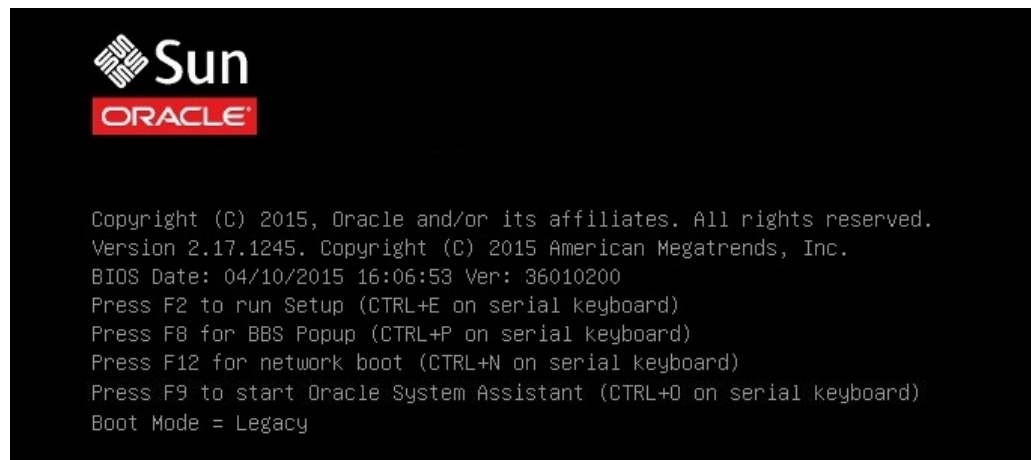 Sun
ORACLE
Copyright (C) 2015, Oracle and/or its affiliates. All rights reserved.
Version 2.17.1245. Copyright (C) 2015 American Megatrends, Inc.
BIOS Date: 04/10/2015 16:06:53 Ver: 36010200
Press F2 to run Setup (CTRL+E on serial keyboard)
Press F8 for BBS Popup (CTRL+P on serial keyboard)
Press F12 for network boot (CTRL+N on serial keyboard)
Press F9 to start Oracle System Assistant (CTRL+O on serial keyboard)
Boot Mode = Legacy